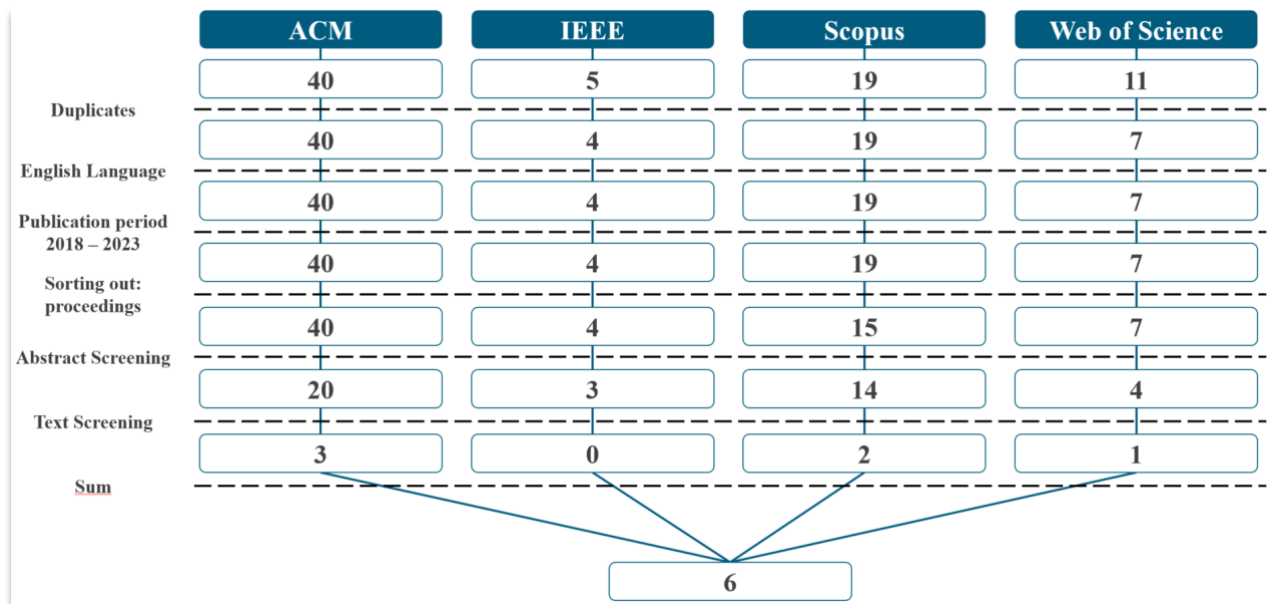 ACM IEEE Scopus Web of Science
40 5 19 11
Duplicates
40 4 19 7
English Language
40 4 19 7
Publication period
2018 – 2023
40 4 19 7
Sorting out:
proceedings
40 4 15 7
Abstract Screening
20 3 14 4
Text Screening
3 0 2 1
Sum
6